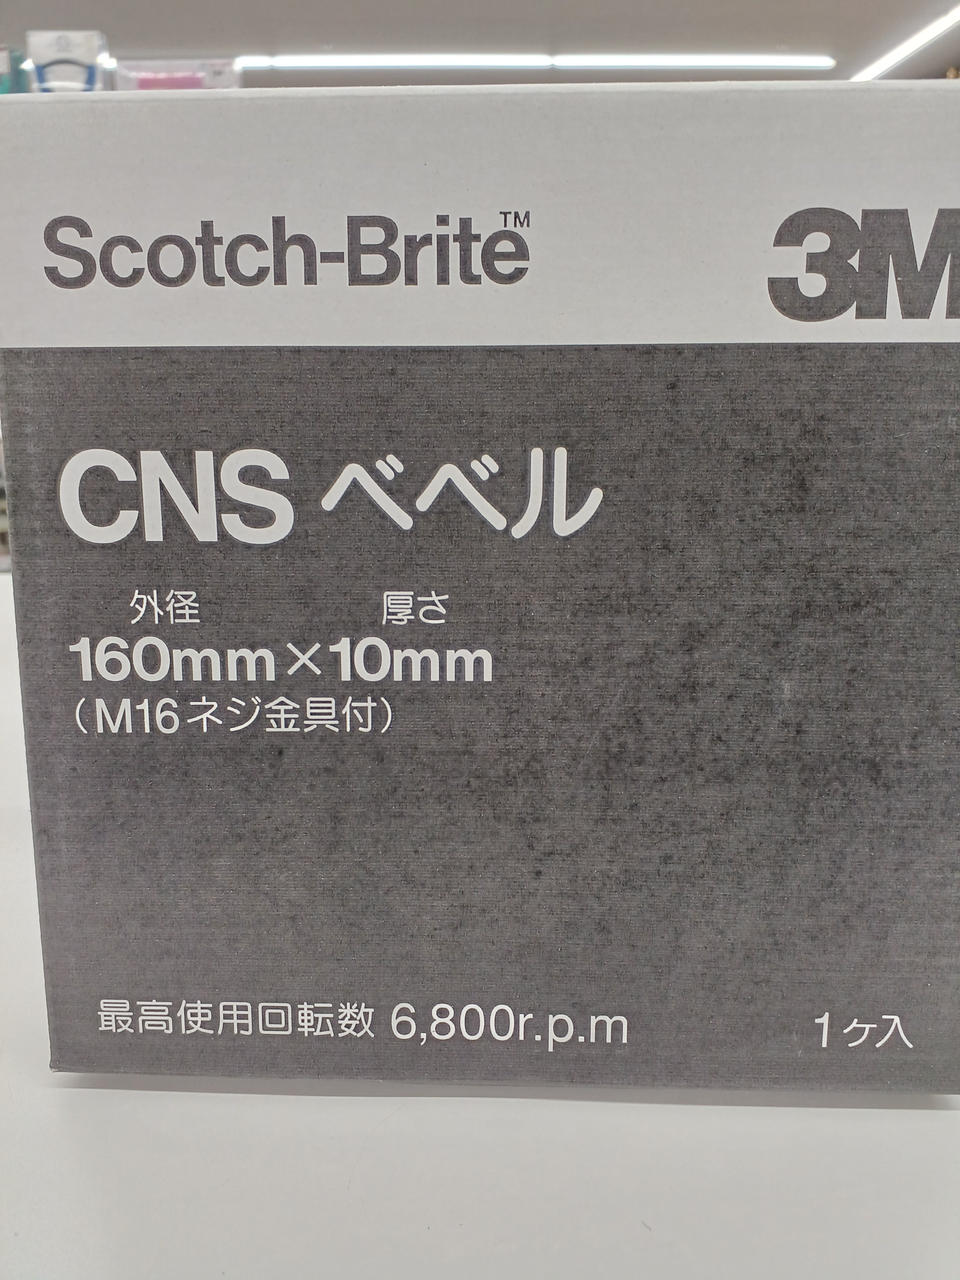 Scotch-Brite™
3M
CNS ベベル
外径 厚さ
160mm×10mm
(M16ネジ金具付)
最高使用回転数 6,800r.p.m
1ケ入